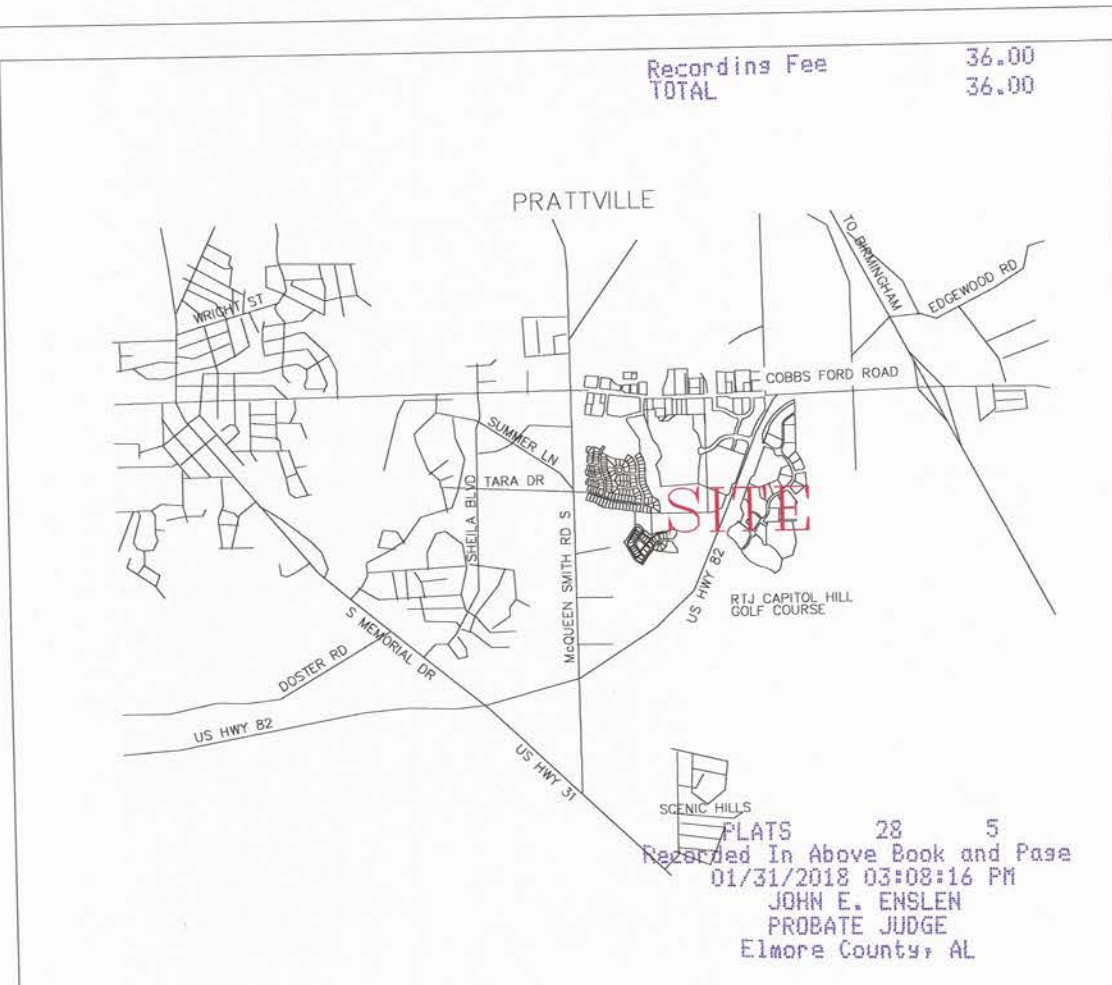 Recording Fee 36.00
TOTAL 36.00
PRATTVILLE
TO BIRMINGHAM
EDGEWOOD RD
WRIGHT ST
COBBS FORD ROAD
SUMMER LN
TARA DR
SHEILA BLVD
SITE
McQUEEN SMITH RD S
US HWY 82
RTJ CAPITOL HILL
GOLF COURSE
S MEMORIAL DR
DOSTER RD
US HWY 82
US HWY 31
SCENIC HILLS
PLATS 28 5
Recorded In Above Book and Page
01/31/2018 03:08:16 PM
JOHN E. ENSLEN
PROBATE JUDGE
Elmore County, AL